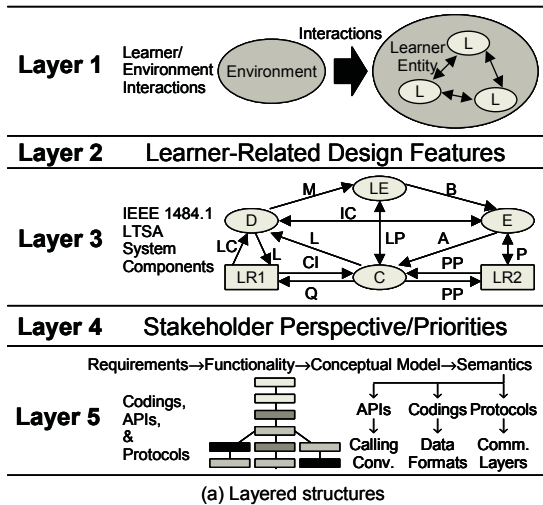 Layer 1
Learner/
Environment
Interactions
Environment
Interactions
Learner
Entity
L
L
L
Layer 2
Learner-Related Design Features
Layer 3
IEEE 1484.1
LTSA
System
Components
M
LE
B
D
IC
E
LC
L
L
LP
A
P
LR1
CI
C
PP
LR2
Q
PP
Layer 4
Stakeholder Perspective/Priorities
Requirements→Functionality→Conceptual Model→Semantics
Layer 5
Codings,
APIs,
&
Protocols
APIs Codings Protocols
Calling Data Comm.
Conv. Formats Layers
(a) Layered structures